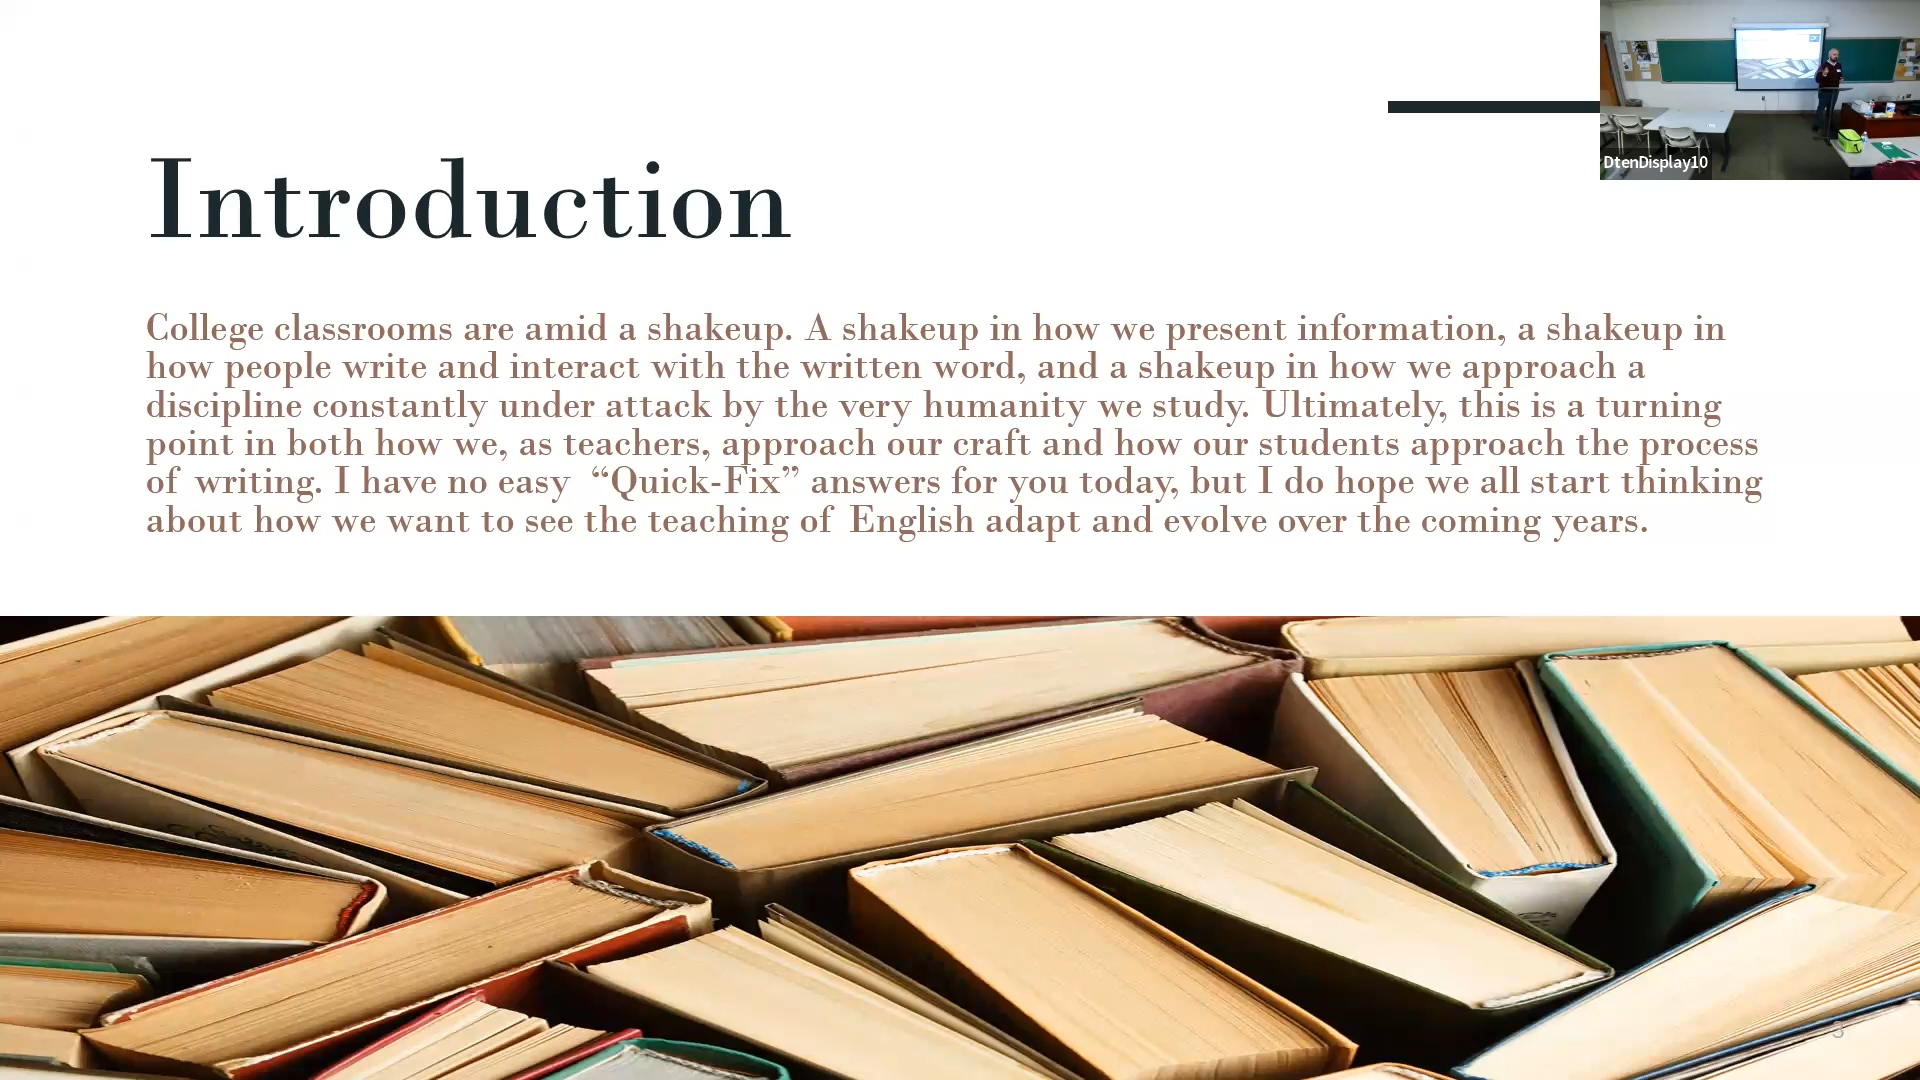 Introduction
College classrooms are amid a shakeup. A shakeup in how we present information, a shakeup in
how people write and interact with the written word, and a shakeup in how we approach a
discipline constantly under attack by the very humanity we study. Ultimately, this is a turning
point in both how we, as teachers, approach our craft and how our students approach the process
of writing. I have no easy “Quick-Fix” answers for you today, but I do hope we all start thinking
about how we want to see the teaching of English adapt and evolve over the coming years.
DtenDisplay10
3